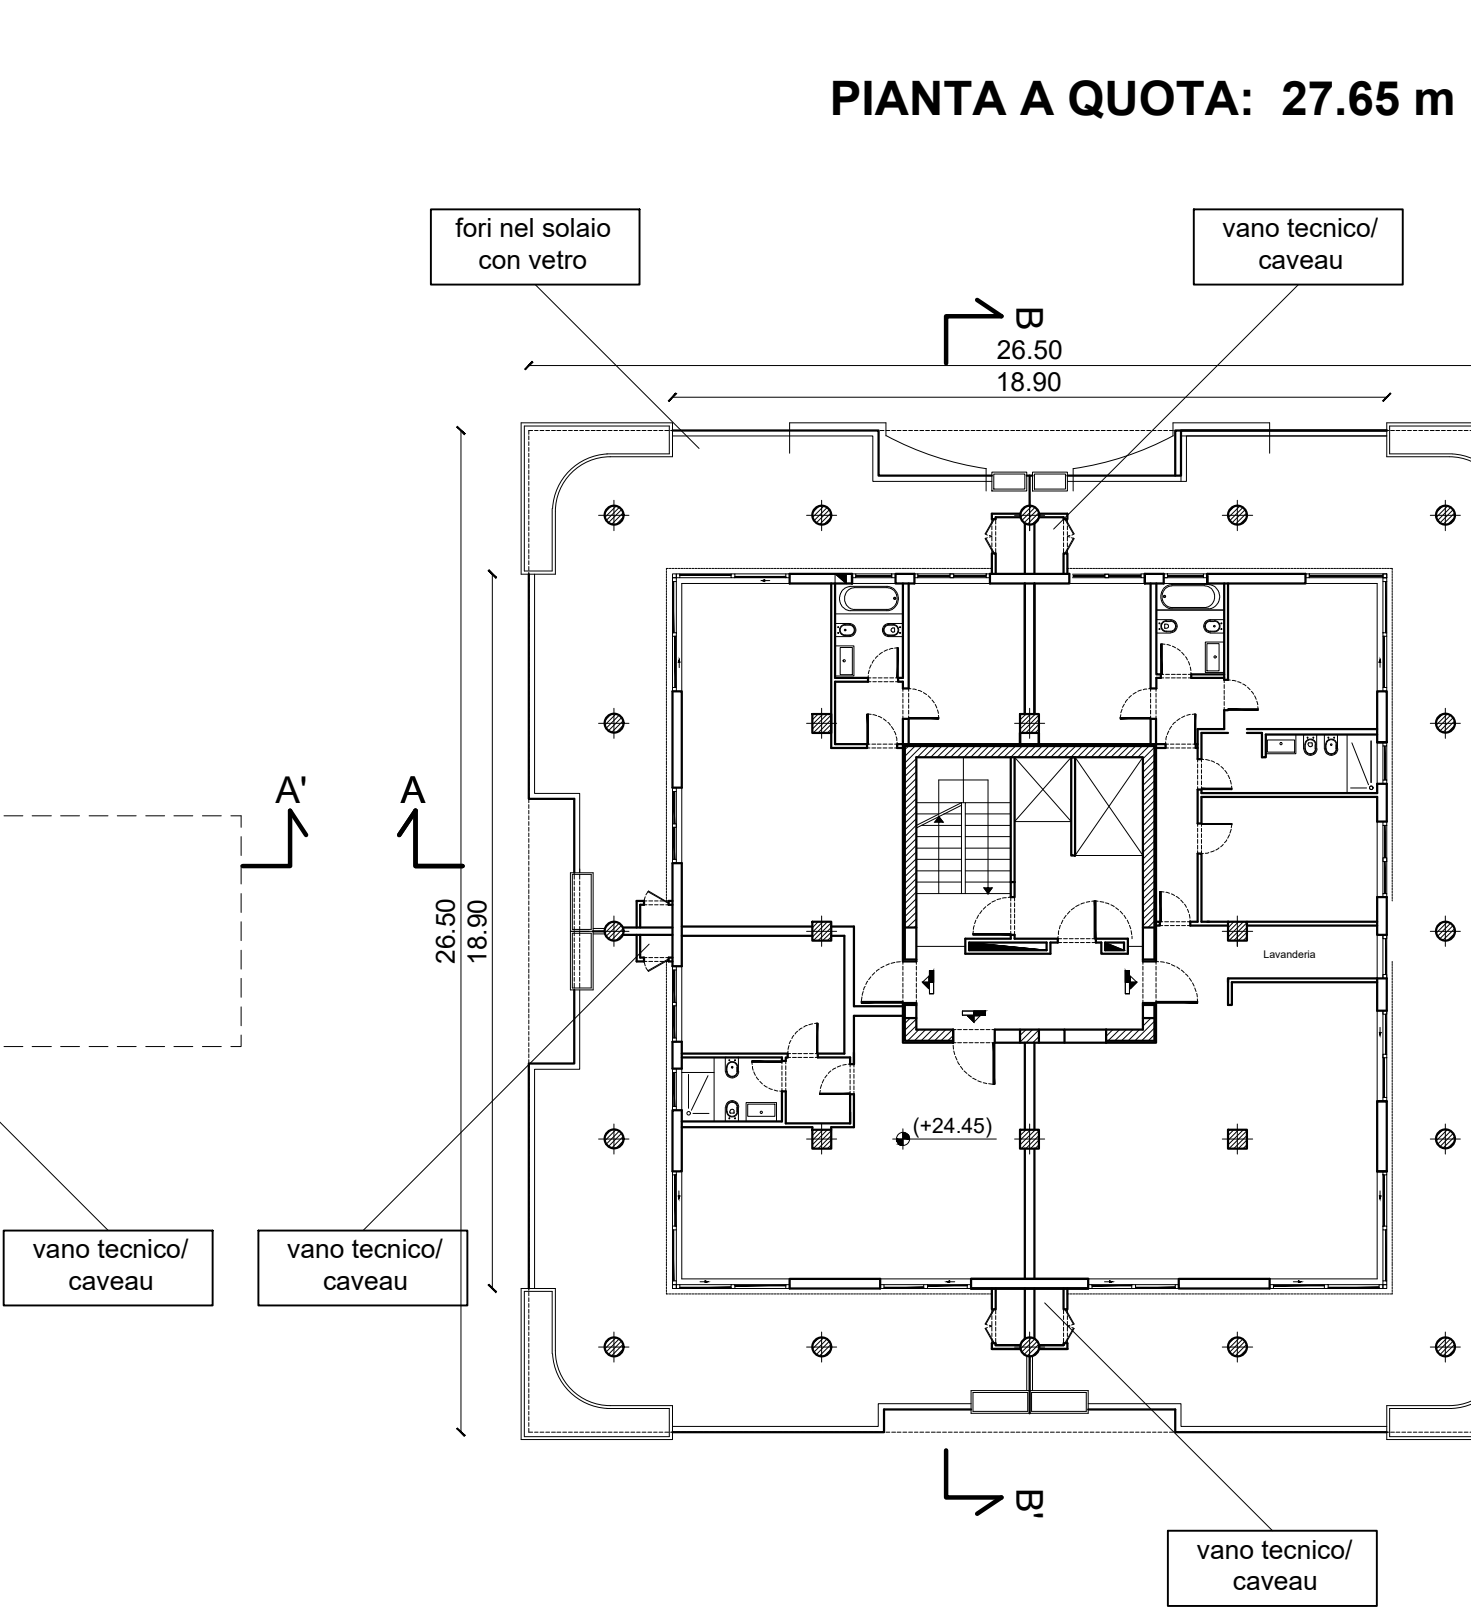 PIANTA A QUOTA:  27.65 m
fori nel solaio
con vetro
vano tecnico/
caveau
B
26.50
18.90
A'
A
26.50
18.90
Lavanderia
(+24.45)
vano tecnico/
caveau
vano tecnico/
caveau
B'
vano tecnico/
caveau